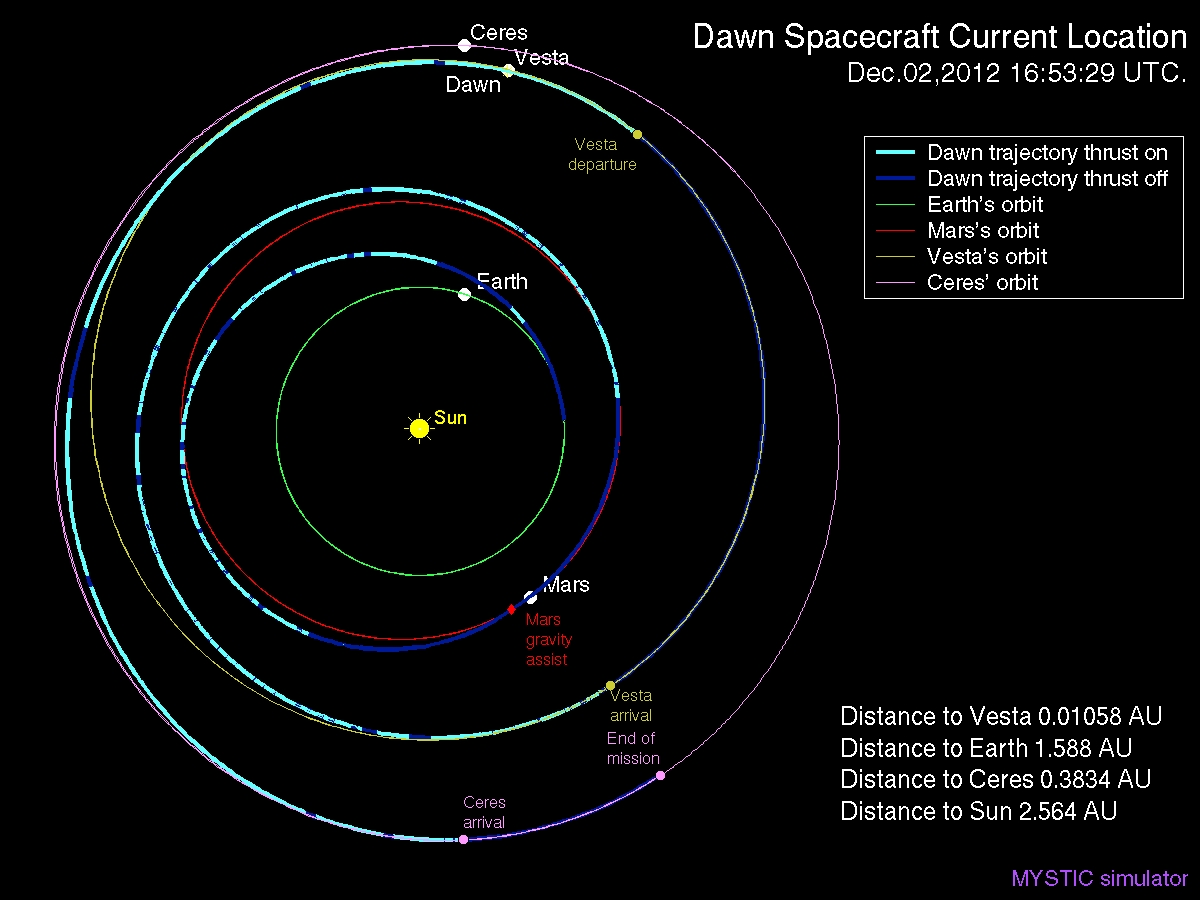 Dawn Spacecraft Current Location
Dec.02,2012 16:53:29 UTC.
Ceres
Vesta
Dawn
Vesta
departure
Dawn trajectory thrust on
Dawn trajectory thrust off
Earth's orbit
Mars's orbit
Vesta's orbit
Ceres' orbit
Earth
Sun
Mars
Mars
gravity
assist
Vesta
arrival
End of
mission
Ceres
arrival
Distance to Vesta 0.01058 AU
Distance to Earth 1.588 AU
Distance to Ceres 0.3834 AU
Distance to Sun 2.564 AU
MYSTIC simulator